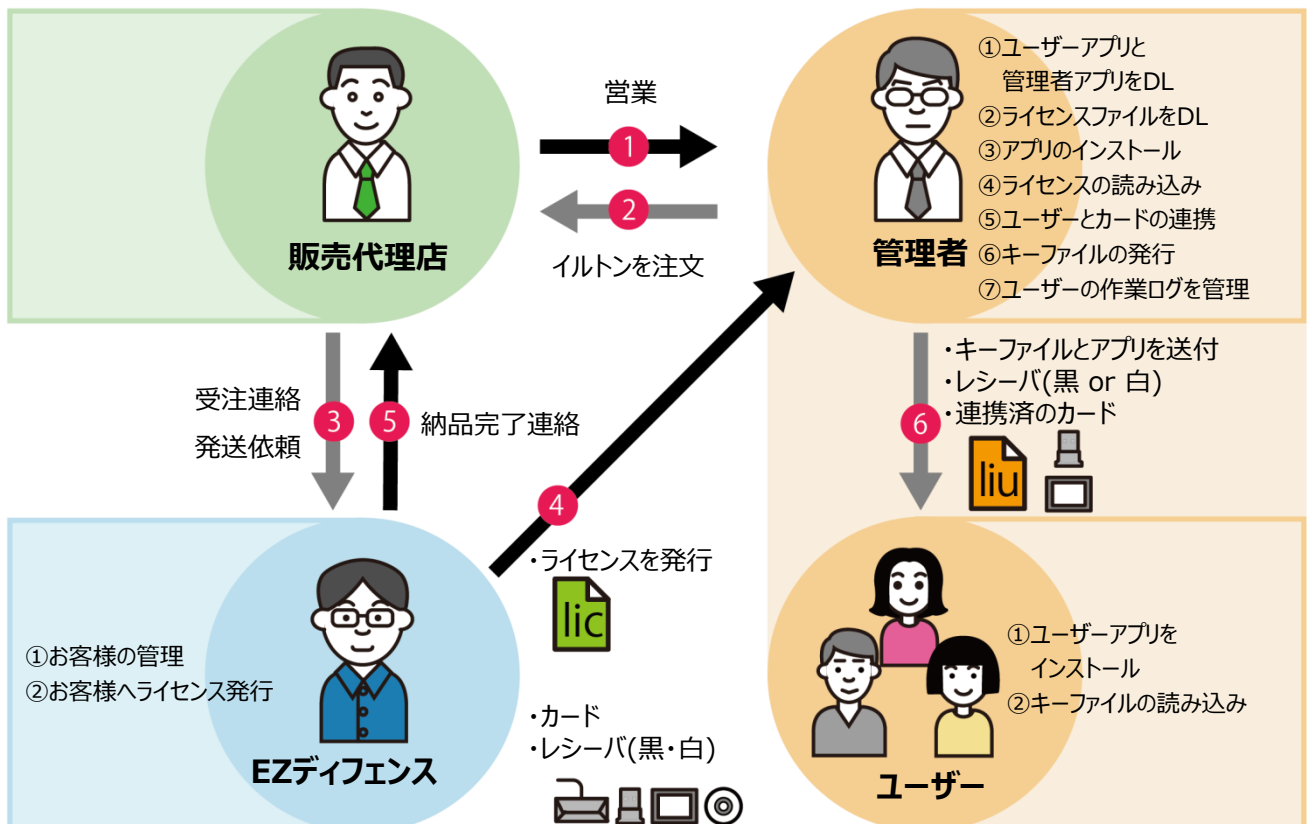 営業
1
2
イルトンを注文
販売代理店
①ユーザーアプリと
管理者アプリをDL
②ライセンスファイルをDL
③アプリのインストール
④ライセンスの読み込み
⑤ユーザーとカードの連携
⑥キーファイルの発行
⑦ユーザーの作業ログを管理
管理者
受注連絡
発送依頼
3
5
納品完了連絡
4
・キーファイルとアプリを送付
・レシーバ(黒 or 白)
・連携済のカード
6
liu
・ライセンスを発行
lic
①お客様の管理
②お客様へライセンス発行
EZディフェンス
・カード
・レシーバ(黒・白)
①ユーザーアプリを
インストール
②キーファイルの読み込み
ユーザー